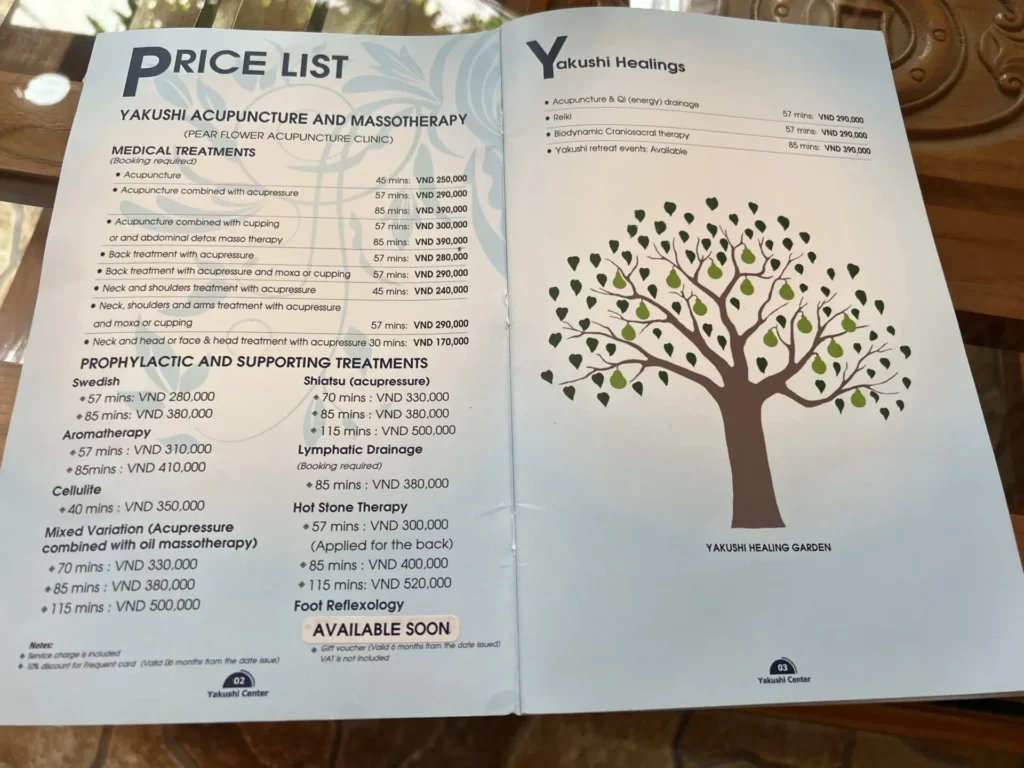 PRICE LIST
YAKUSHI ACUPUNCTURE AND MASSOTHERAPY
(PEAR FLOWER ACUPUNCTURE CLINIC)
MEDICAL TREATMENTS
(Booking required)
• Acupuncture 45 mins: VND 250,000
• Acupuncture combined with acupressure 57 mins: VND 290,000
85 mins: VND 390,000
• Acupuncture combined with cupping 57 mins: VND 300,000
or and abdominal detox masso therapy 85 mins: VND 390,000
• Back treatment with acupressure 57 mins: VND 280,000
• Back treatment with acupressure and moxa or cupping 57 mins: VND 290,000
• Neck and shoulders treatment with acupressure 45 mins: VND 240,000
• Neck, shoulders and arms treatment with acupressure
and moxa or cupping 57 mins: VND 290,000
• Neck and head or face & head treatment with acupressure 30 mins: VND 170,000
PROPHYLACTIC AND SUPPORTING TREATMENTS
Swedish
◆ 57 mins: VND 280,000
◆ 85 mins: VND 380,000
Aromatherapy
◆ 57 mins : VND 310,000
◆ 85mins : VND 410,000
Cellulite
◆ 40 mins : VND 350,000
Mixed Variation (Acupressure
combined with oil massotherapy)
◆ 70 mins : VND 330,000
◆ 85 mins : VND 380,000
◆ 115 mins : VND 500,000
Shiatsu (acupressure)
◆ 70 mins : VND 330,000
◆ 85 mins : VND 380,000
◆ 115 mins : VND 500,000
Lymphatic Drainage
(Booking required)
◆ 85 mins : VND 380,000
Hot Stone Therapy
◆ 57 mins : VND 300,000
(Applied for the back)
◆ 85 mins : VND 400,000
◆ 115 mins: VND 520,000
Foot Reflexology
AVAILABLE SOON
Notes:
◆ Service charge is included
◆ 10% discount for Frequent card (Valid 06 months from the date issue)
◆ Gift voucher (Valid 6 months from the date issued)
VAT is not included
02
Yakushi Center
Yakushi Healings
• Acupuncture & Qi (energy) drainage 57 mins: VND 290,000
• Reiki 57 mins: VND 290,000
• Biodynamic Craniosacral therapy 85 mins: VND 390,000
• Yakushi retreat events: Available
YAKUSHI HEALING GARDEN
03
Yakushi Center